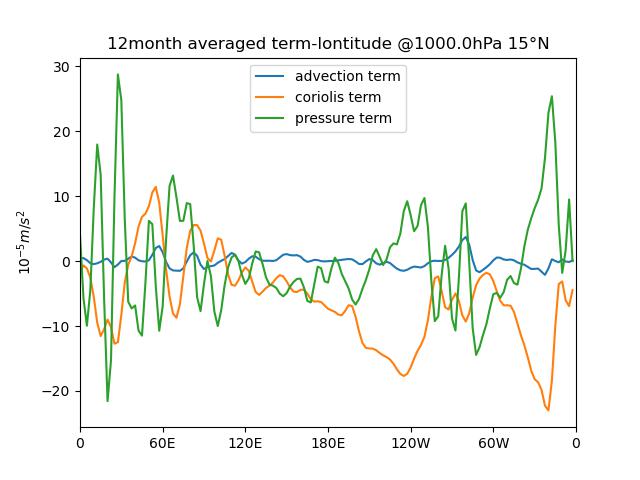 12month averaged term-lontitude @1000.0hPa 15°N
advection term
coriolis term
pressure term
30
20
10
0
−10
−20
10⁻⁵m/s²
0 60E 120E 180E 120W 60W 0